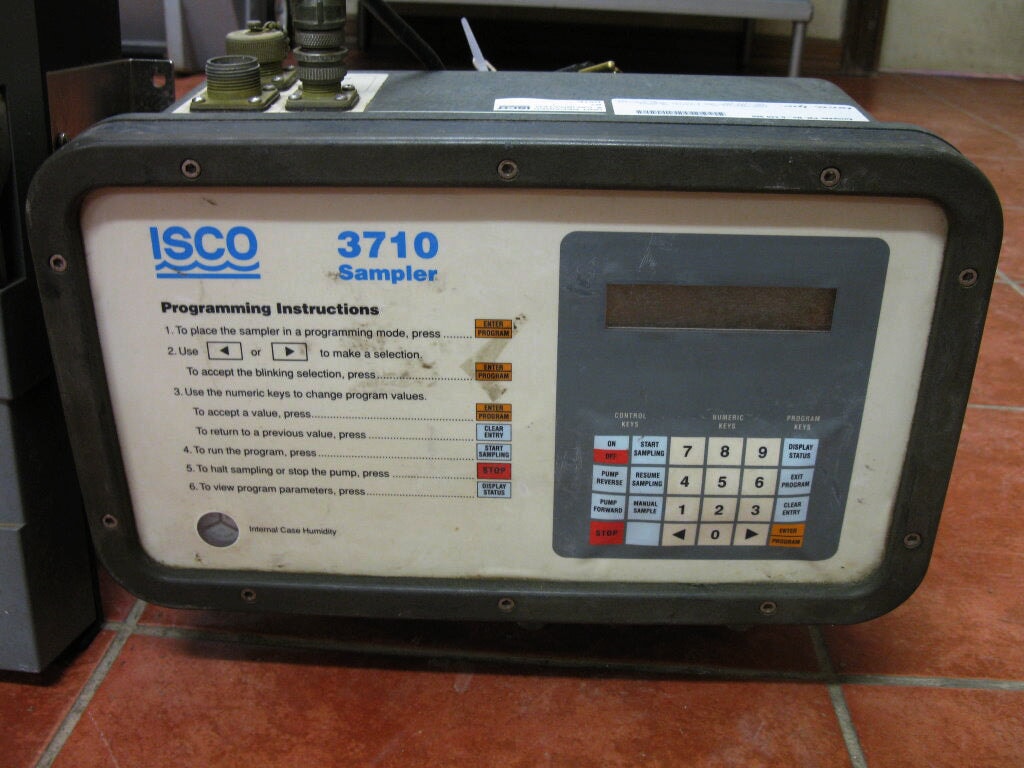 ISCO
ISCO
3710
Sampler
Programming Instructions
1. To place the sampler in a programming mode, press ........ ENTER PROGRAM
2. Use ◄ or ► to make a selection.
To accept the blinking selection, press........ ENTER PROGRAM
3. Use the numeric keys to change program values.
To accept a value, press........ ENTER PROGRAM
To return to a previous value, press ........ CLEAR ENTRY
4. To run the program, press........ START SAMPLING
5. To halt sampling or stop the pump, press ........ STOP
6. To view program parameters, press........ DISPLAY STATUS
Internal Case Humidity
CONTROL KEYS
NUMERIC KEYS
PROGRAM KEYS
ON OFF
START SAMPLING
7 8 9
DISPLAY STATUS
PUMP REVERSE
RESUME SAMPLING
4 5 6
EXIT PROGRAM
PUMP FORWARD
MANUAL SAMPLE
1 2 3
CLEAR ENTRY
STOP
◄ 0 ►
ENTER PROGRAM